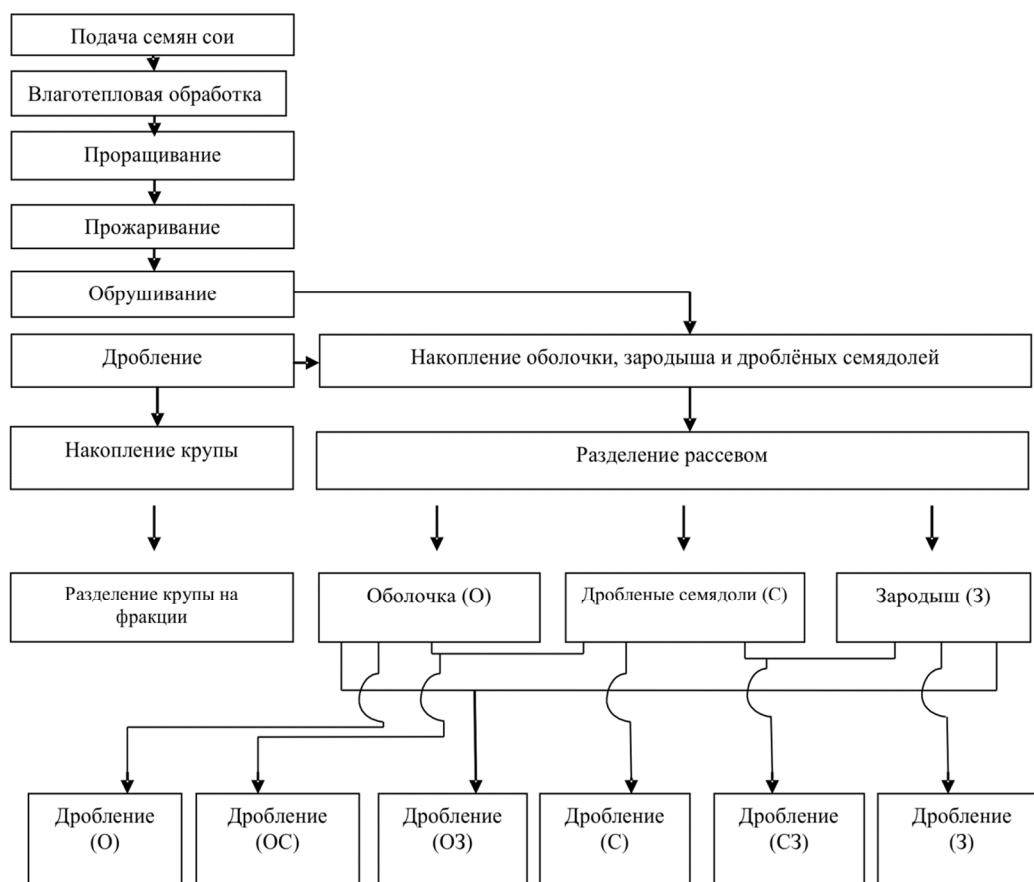 Подача семян сои
Влаготепловая обработка
Проращивание
Прожаривание
Обрушивание
Дробление
Накопление оболочки, зародыша и дроблёных семядолей
Накопление крупы
Разделение рассевом
Разделение крупы на
фракции
Оболочка (О)
Дробленые семядоли (С)
Зародыш (З)
Дробление
(О)
Дробление
(ОС)
Дробление
(ОЗ)
Дробление
(С)
Дробление
(СЗ)
Дробление
(З)